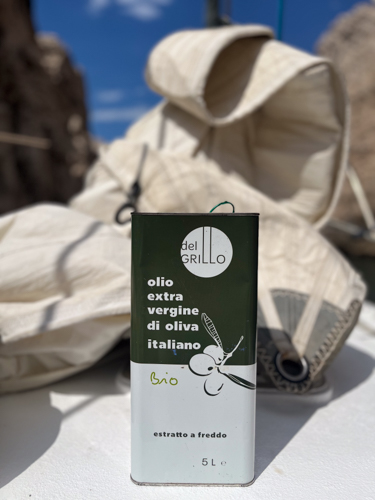 del
GRILLO
olio
extra
vergine
di oliva
italiano
Bio
estratto a freddo
5 L e